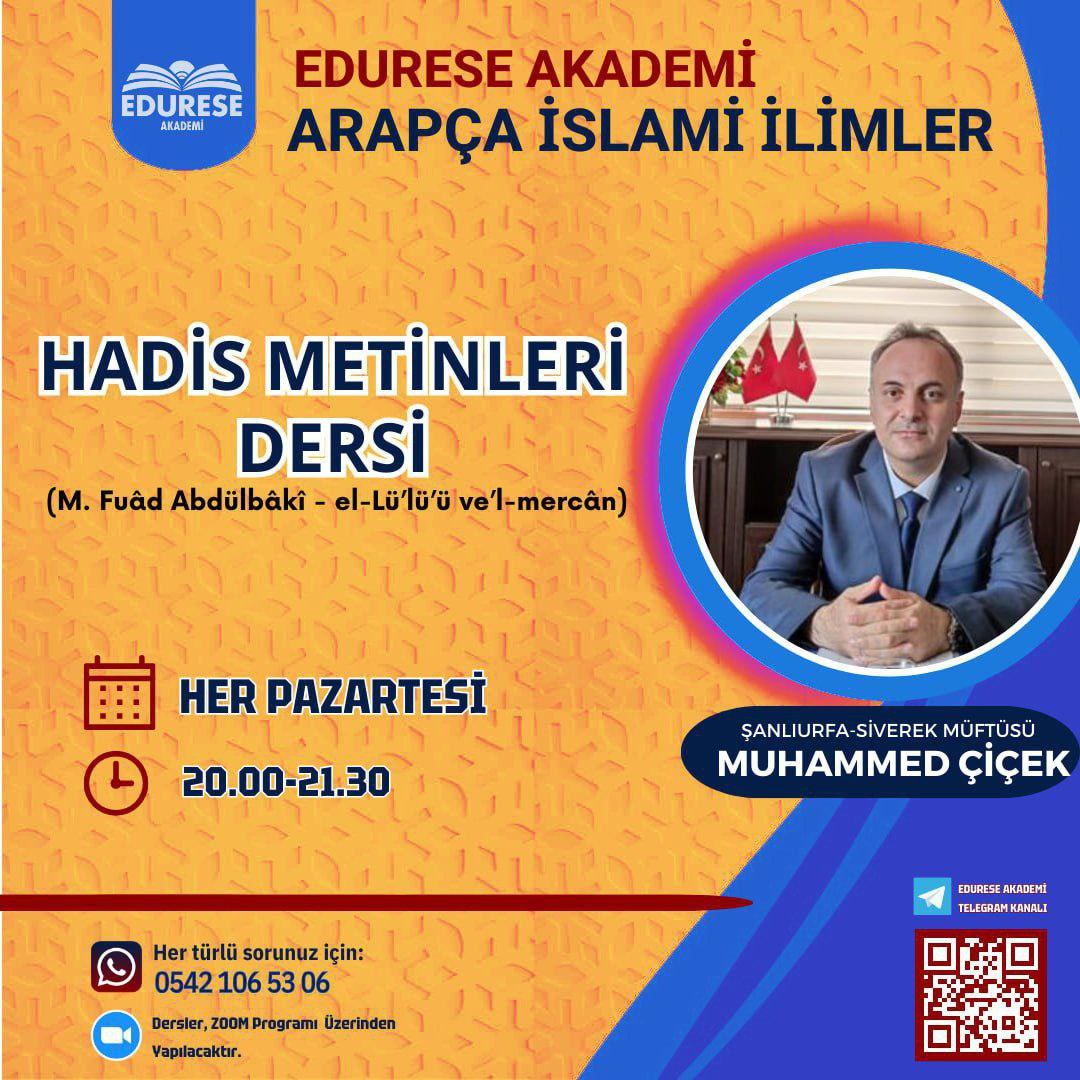 EDURESE
AKADEMİ
EDURESE AKADEMİ
ARAPÇA İSLAMİ İLİMLER
HADİS METİNLERİ
DERSİ
(M. Fuâd Abdülbâkî - el-Lü’lü’ü ve’l-mercân)
HER PAZARTESİ
20.00-21.30
ŞANLIURFA-SİVEREK MÜFTÜSÜ
MUHAMMED ÇİÇEK
EDURESE AKADEMİ
TELEGRAM KANALI
Her türlü sorunuz için:
0542 106 53 06
Dersler, ZOOM Programı Üzerinden
Yapılacaktır.